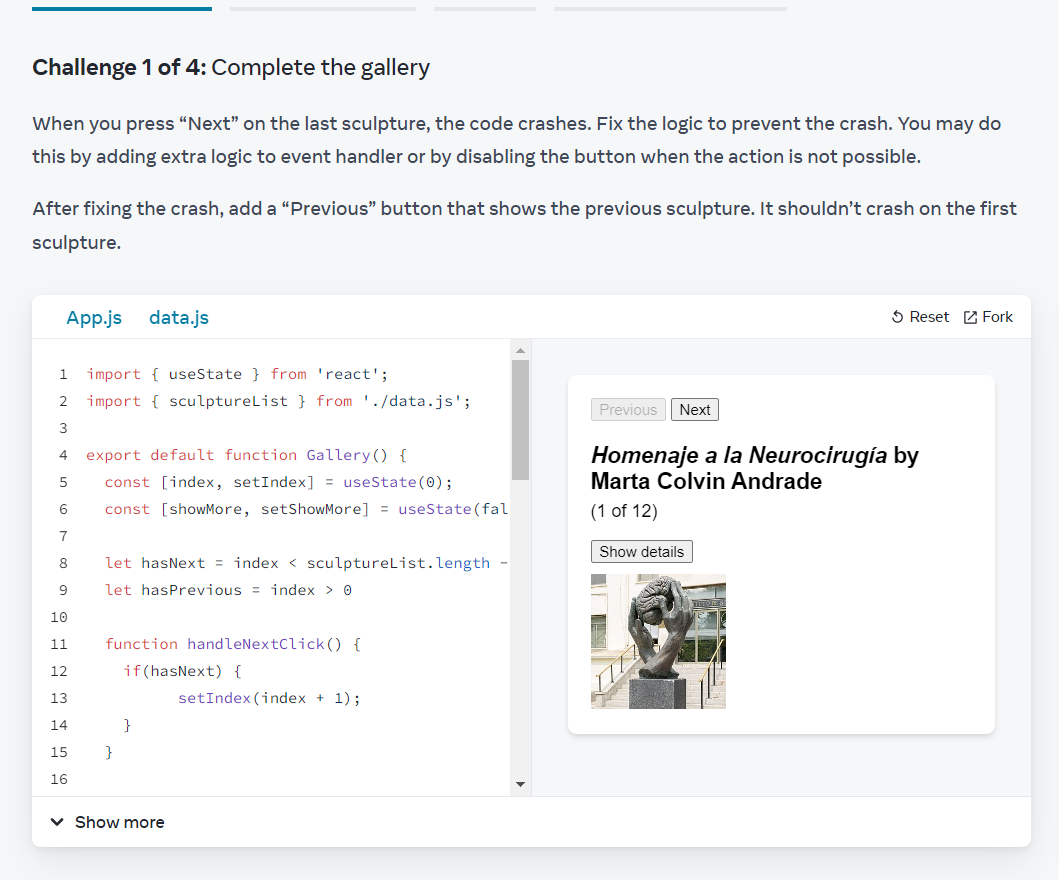 Challenge 1 of 4: Complete the gallery
When you press “Next” on the last sculpture, the code crashes. Fix the logic to prevent the crash. You may do
this by adding extra logic to event handler or by disabling the button when the action is not possible.
After fixing the crash, add a “Previous” button that shows the previous sculpture. It shouldn’t crash on the first
sculpture.
App.js data.js
Reset Fork
1 import { useState } from 'react';
2 import { sculptureList } from './data.js';
3
4 export default function Gallery() {
5 const [index, setIndex] = useState(0);
6 const [showMore, setShowMore] = useState(fal
7
8 let hasNext = index < sculptureList.length -
9 let hasPrevious = index > 0
10
11 function handleNextClick() {
12 if(hasNext) {
13 setIndex(index + 1);
14 }
15 }
16
Previous Next
Homenaje a la Neurocirugía by
Marta Colvin Andrade
(1 of 12)
Show details
Show more